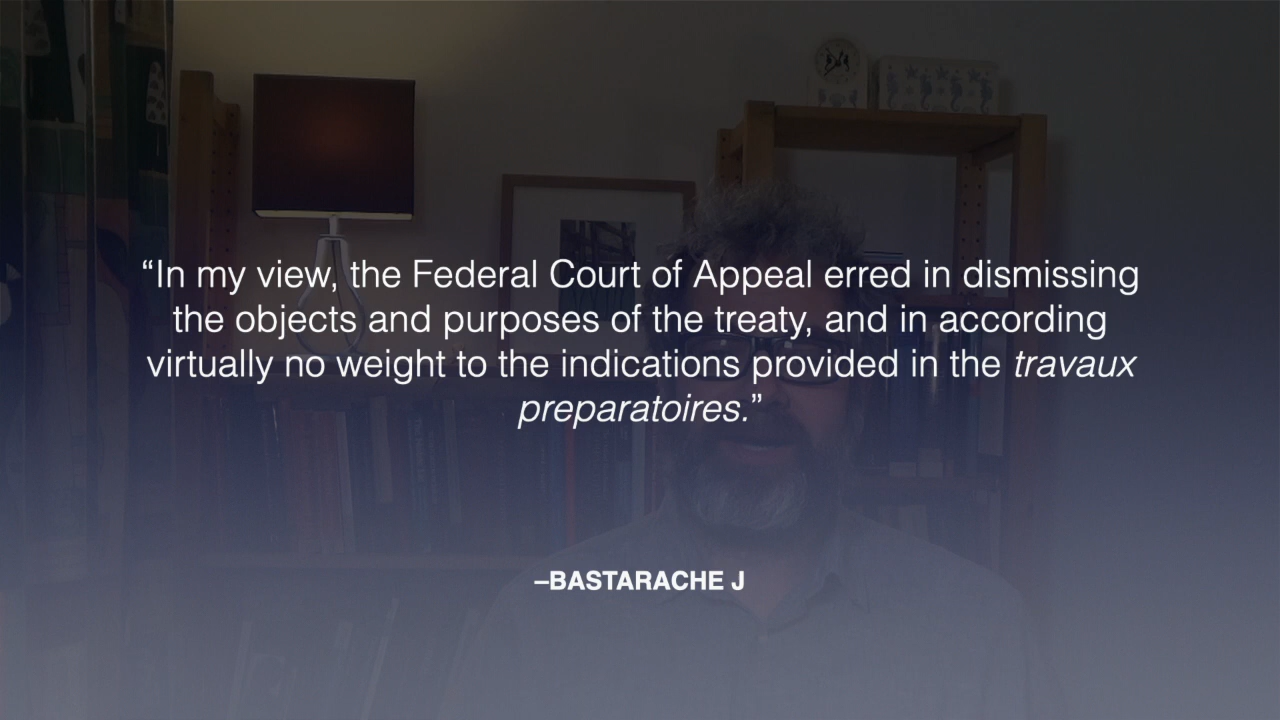 “In my view, the Federal Court of Appeal erred in dismissing
the objects and purposes of the treaty, and in according
virtually no weight to the indications provided in the travaux
preparatoires.”
–BASTARACHE J